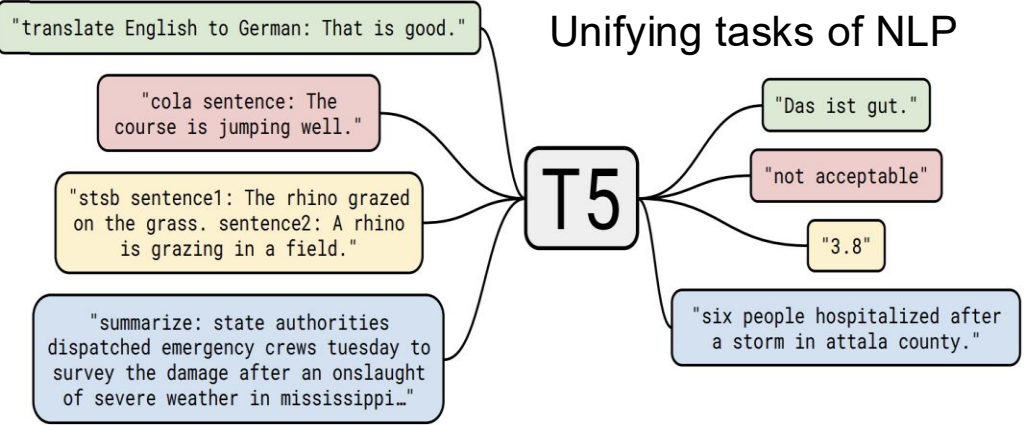 Unifying tasks of NLP
"translate English to German: That is good."
"cola sentence: The
course is jumping well."
"stsb sentence1: The rhino grazed
on the grass. sentence2: A rhino
is grazing in a field."
"summarize: state authorities
dispatched emergency crews tuesday to
survey the damage after an onslaught
of severe weather in mississippi…"
T5
"Das ist gut."
"not acceptable"
"3.8"
"six people hospitalized after
a storm in attala county."